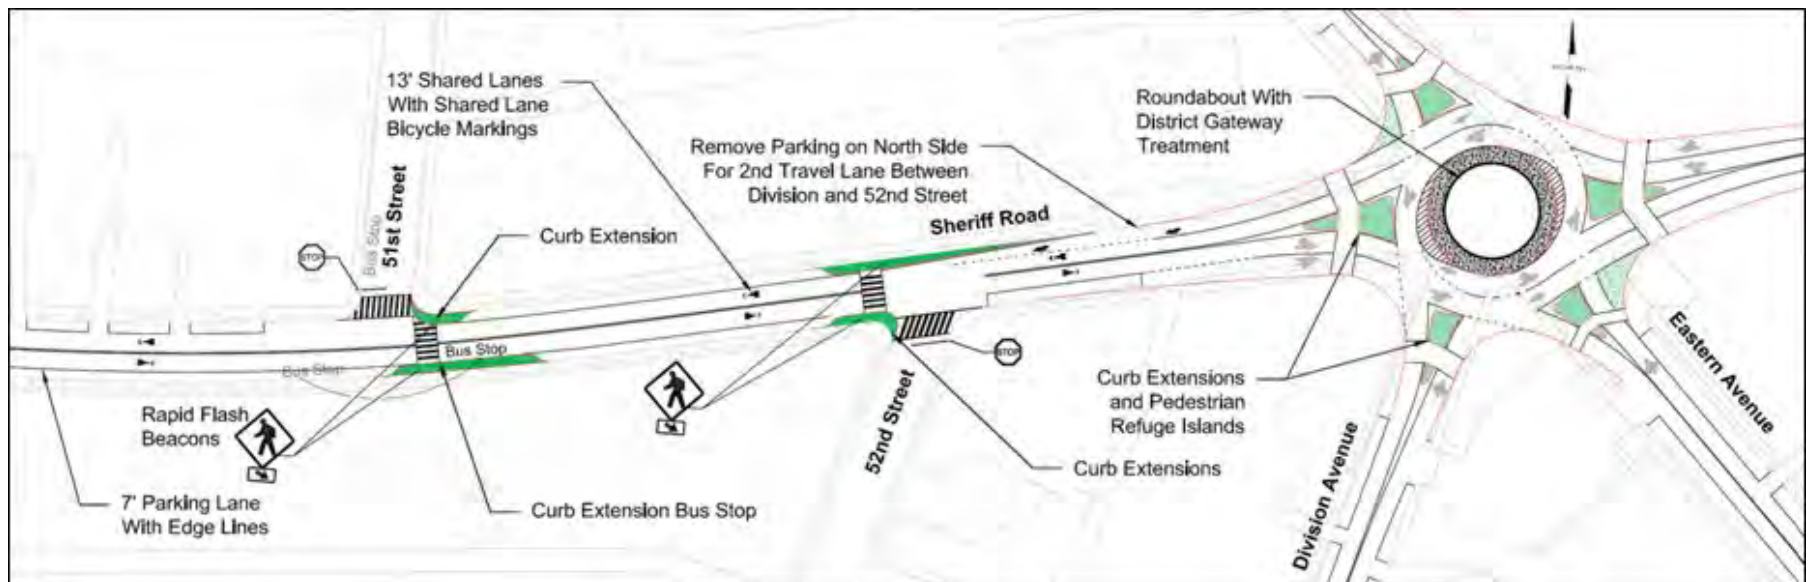 13' Shared Lanes
With Shared Lane
Bicycle Markings
Remove Parking on North Side
For 2nd Travel Lane Between
Division and 52nd Street
Roundabout With
District Gateway
Treatment
Sheriff Road
51st Street
Bus Stop
STOP
Curb Extension
Bus Stop
Bus Stop
STOP
Rapid Flash
Beacons
7' Parking Lane
With Edge Lines
Curb Extension Bus Stop
52nd Street
Curb Extensions
Curb Extensions
and Pedestrian
Refuge Islands
Division Avenue
Eastern Avenue